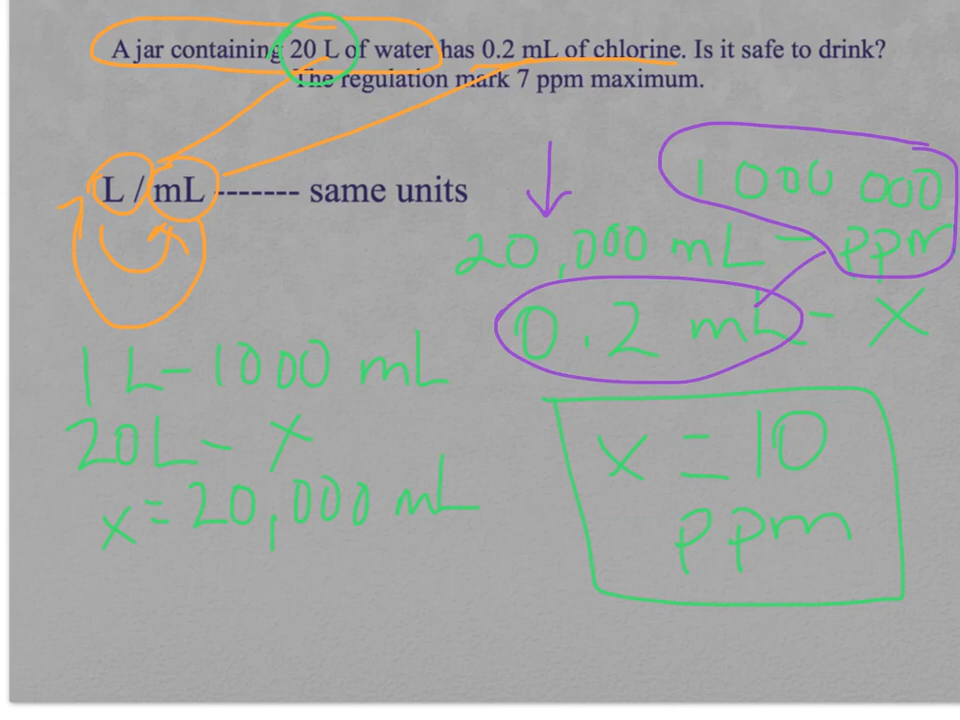 A jar containing 20 L of water has 0.2 mL of chlorine. Is it safe to drink?
The regulation mark 7 ppm maximum.
L / mL ------- same units
1 000 000
20,000 mL - ppm
0.2 mL - X
1 L - 1000 mL
20L - X
x = 20,000 mL
x = 10
ppm